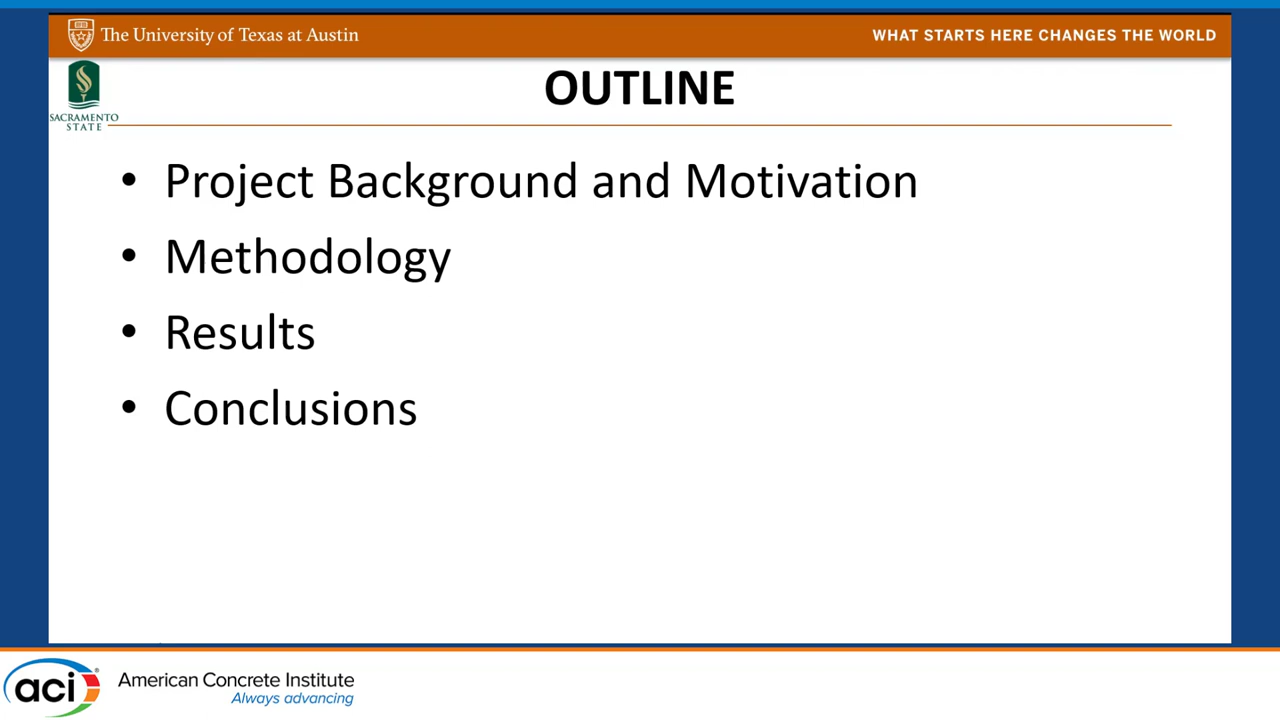 The University of Texas at Austin
WHAT STARTS HERE CHANGES THE WORLD
SACRAMENTO
STATE
OUTLINE
• Project Background and Motivation
• Methodology
• Results
• Conclusions
aci®
American Concrete Institute
Always advancing